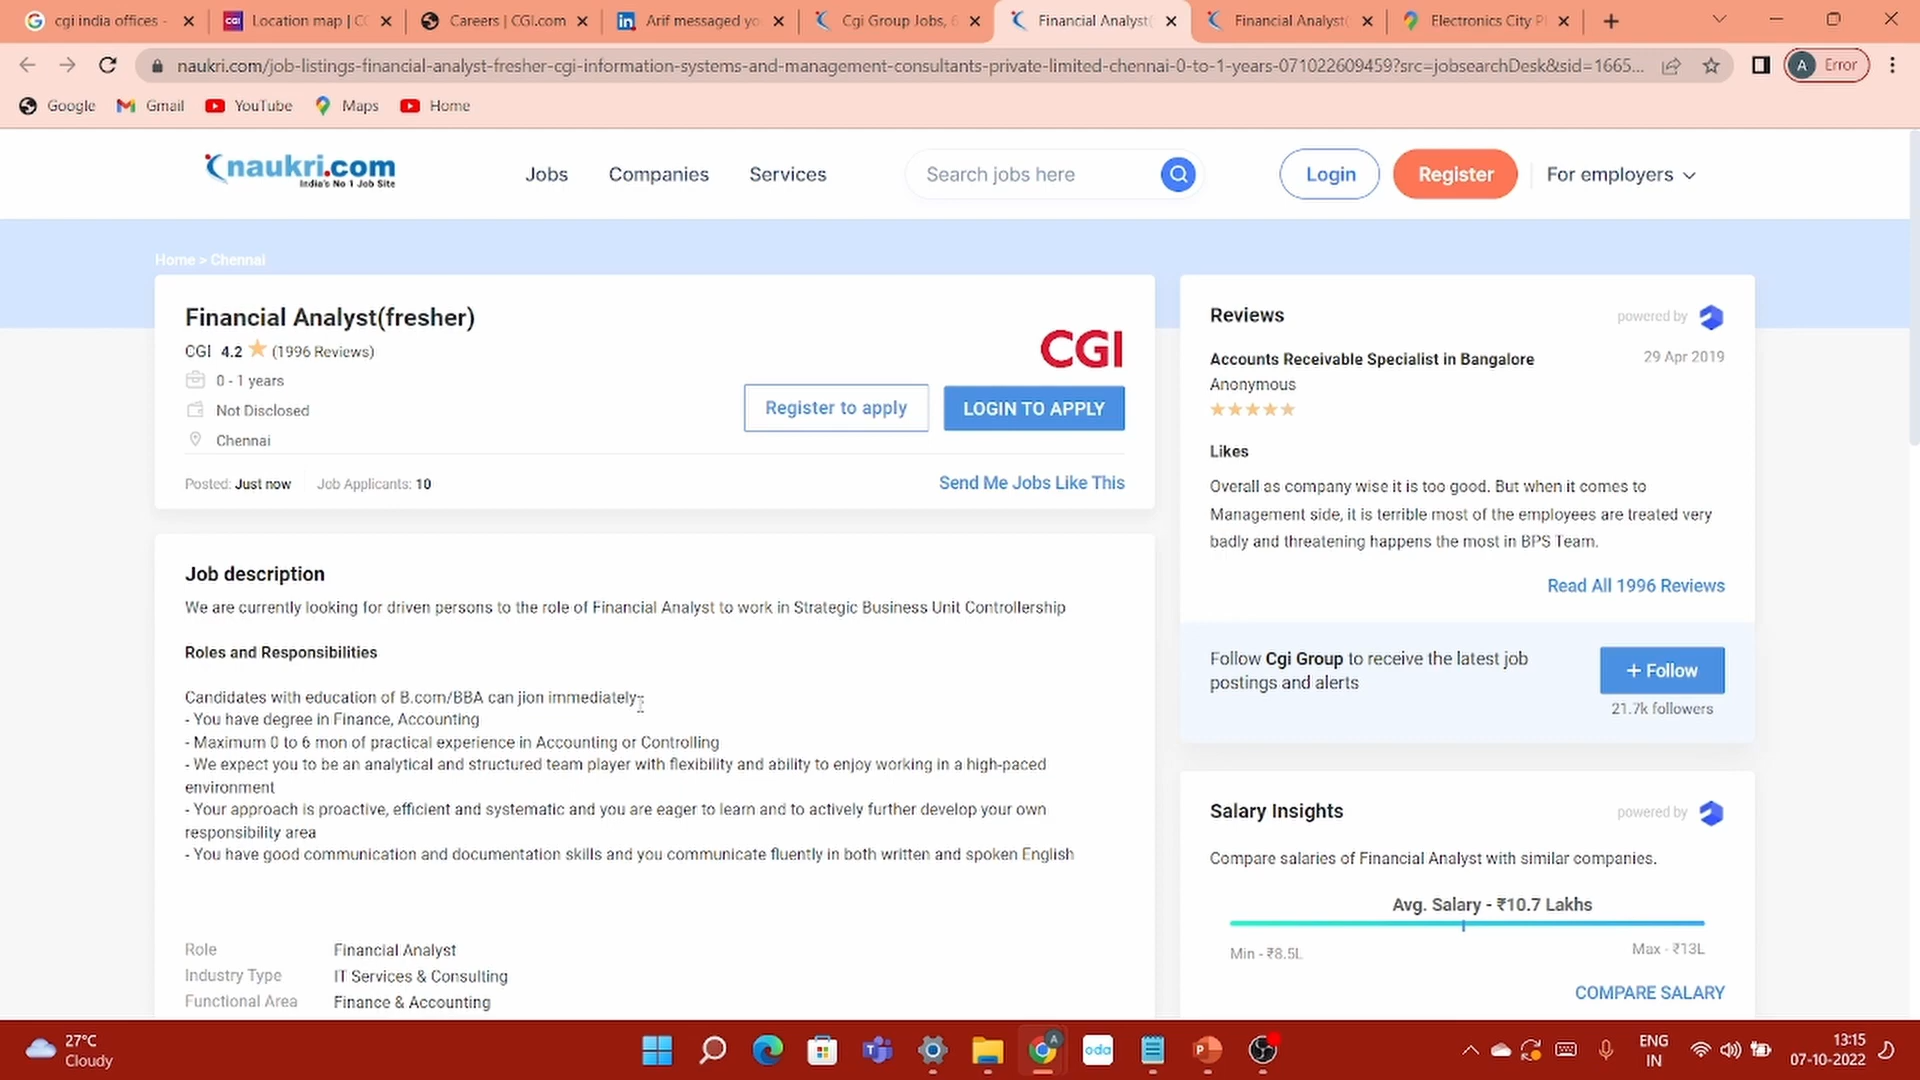 cgi india offices -
Location map | CG
Careers | CGI.com
Arif messaged yo
Cgi Group Jobs, 6
Financial Analyst(
Financial Analyst(
Electronics City P
naukri.com/job-listings-financial-analyst-fresher-cgi-information-systems-and-management-consultants-private-limited-chennai-0-to-1-years-071022609459?src=jobsearchDesk&sid=1665...
A Error
Google Gmail YouTube Maps Home
naukri.com
India's No 1 Job Site
Jobs Companies Services
Search jobs here
Login Register For employers
Home > Chennai
Financial Analyst(fresher)
CGI 4.2 (1996 Reviews)
0 - 1 years
Not Disclosed
Chennai
CGI
Register to apply LOGIN TO APPLY
Posted: Just now Job Applicants: 10
Send Me Jobs Like This
Job description
We are currently looking for driven persons to the role of Financial Analyst to work in Strategic Business Unit Controllership
Roles and Responsibilities
Candidates with education of B.com/BBA can jion immediately-
- You have degree in Finance, Accounting
- Maximum 0 to 6 mon of practical experience in Accounting or Controlling
- We expect you to be an analytical and structured team player with flexibility and ability to enjoy working in a high-paced
environment
- Your approach is proactive, efficient and systematic and you are eager to learn and to actively further develop your own
responsibility area
- You have good communication and documentation skills and you communicate fluently in both written and spoken English
Role Financial Analyst
Industry Type IT Services & Consulting
Functional Area Finance & Accounting
Reviews powered by
Accounts Receivable Specialist in Bangalore 29 Apr 2019
Anonymous
Likes
Overall as company wise it is too good. But when it comes to
Management side, it is terrible most of the employees are treated very
badly and threatening happens the most in BPS Team.
Read All 1996 Reviews
Follow Cgi Group to receive the latest job
postings and alerts
+ Follow
21.7k followers
Salary Insights powered by
Compare salaries of Financial Analyst with similar companies.
Avg. Salary - ₹10.7 Lakhs
Min - ₹8.5L Max - ₹13L
COMPARE SALARY
27°C
Cloudy
oda
ENG
IN
13:15
07-10-2022